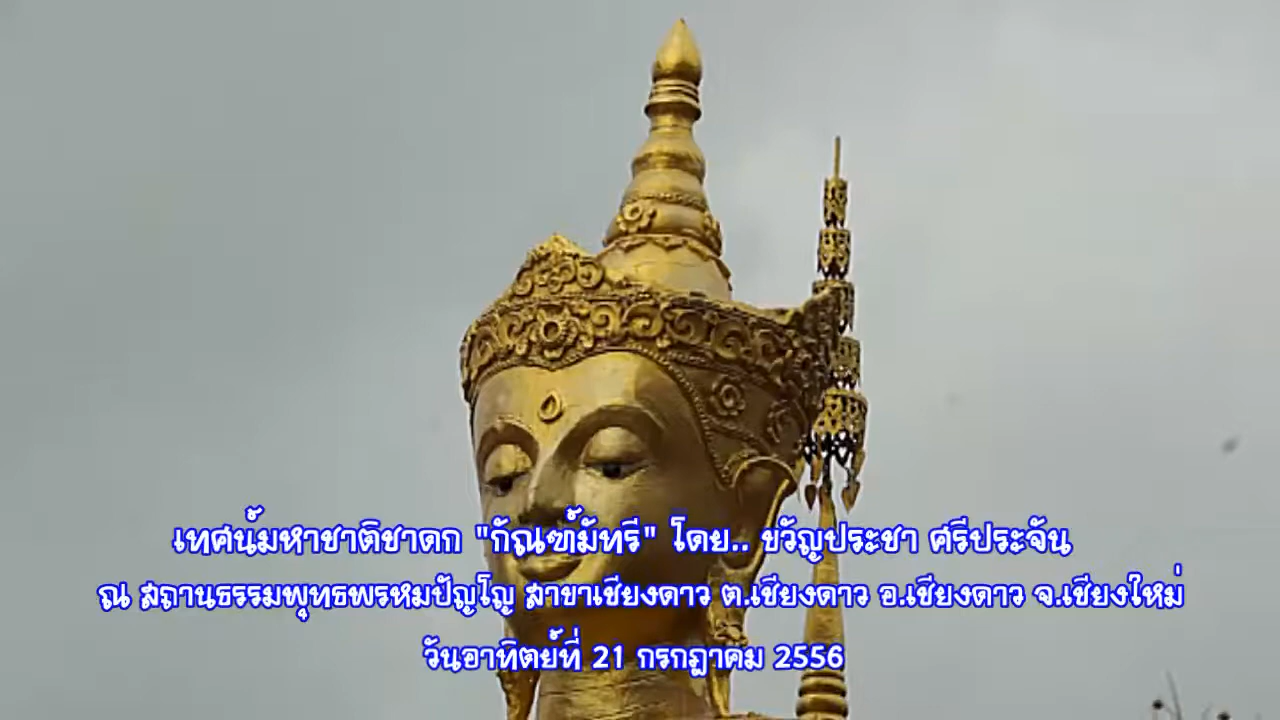 เทศน์มหาชาติชาดก "กัณฑ์มัทรี" โดย.. ขวัญประชา ศรีประจัน
ณ สถานธรรมพุทธพรหมปัญโญ สาขาเชียงดาว ต.เชียงดาว อ.เชียงดาว จ.เชียงใหม่
วันอาทิตย์ที่ 21 กรกฎาคม 2556